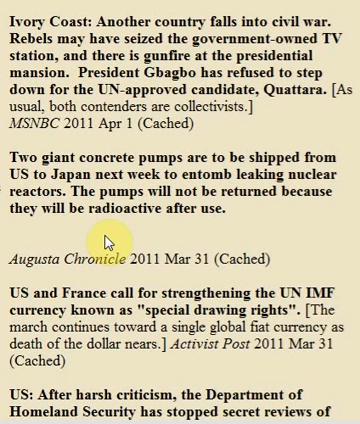 Ivory Coast: Another country falls into civil war.
Rebels may have seized the government-owned TV
station, and there is gunfire at the presidential
mansion.  President Gbagbo has refused to step
down for the UN-approved candidate, Quattara. [As
usual, both contenders are collectivists.]
MSNBC 2011 Apr 1 (Cached)
Two giant concrete pumps are to be shipped from
US to Japan next week to entomb leaking nuclear
reactors. The pumps will not be returned because
they will be radioactive after use.
Augusta Chronicle 2011 Mar 31 (Cached)
US and France call for strengthening the UN IMF
currency known as "special drawing rights". [The
march continues toward a single global fiat currency as
death of the dollar nears.] Activist Post 2011 Mar 31
(Cached)
US: After harsh criticism, the Department of
Homeland Security has stopped secret reviews of